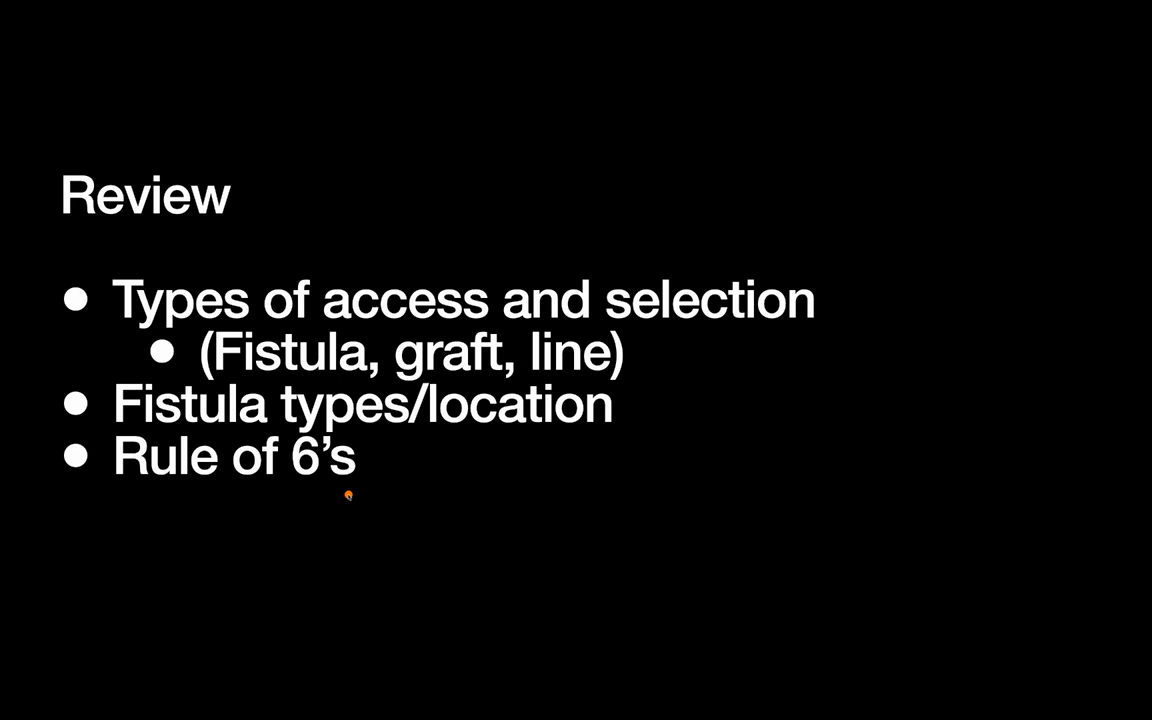 Review
● Types of access and selection
● (Fistula, graft, line)
● Fistula types/location
● Rule of 6’s